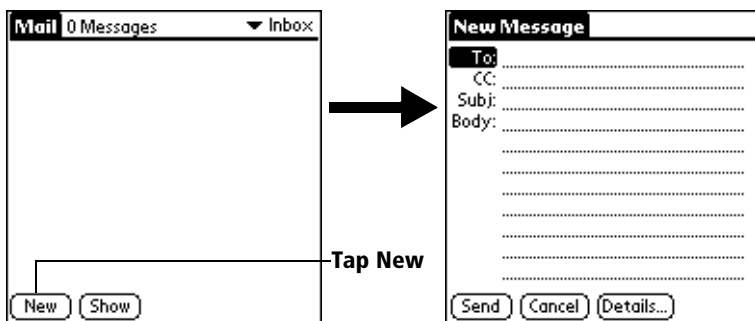 Mail 0 Messages Inbox
New Show
Tap New
New Message
To:
CC:
Subj:
Body:
Send Cancel Details...